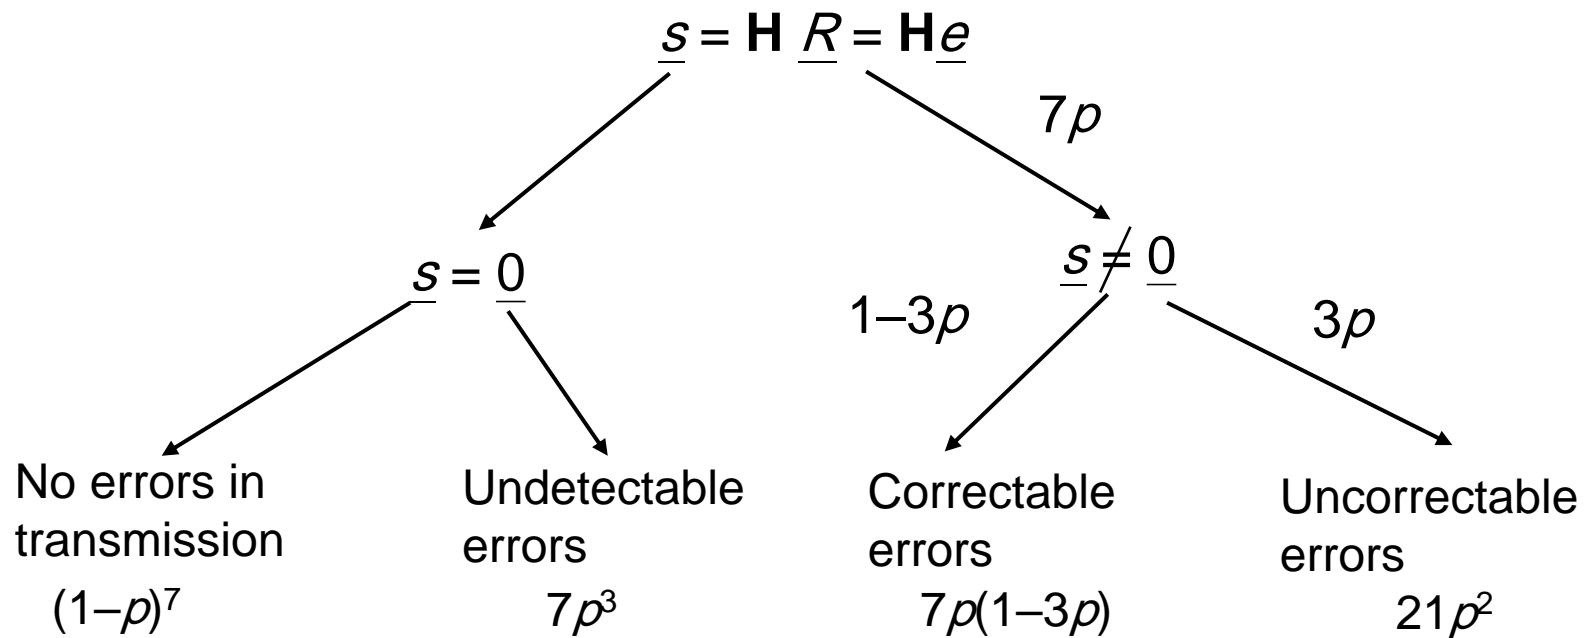 s = H R = He
7p
s = 0
s ≠ 0
1–3p
3p
No errors in
transmission
(1–p)⁷
Undetectable
errors
7p³
Correctable
errors
7p(1–3p)
Uncorrectable
errors
21p²